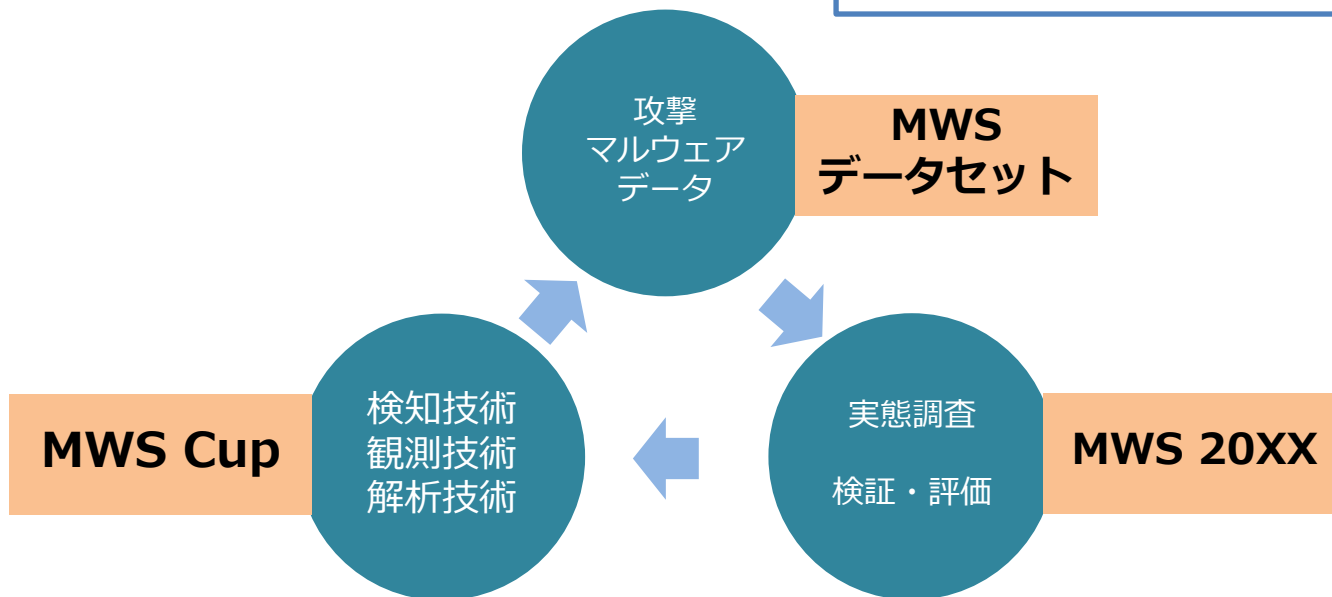 攻撃
マルウェア
データ
MWS
データセット
検知技術
観測技術
解析技術
MWS Cup
実態調査
検証・評価
MWS 20XX